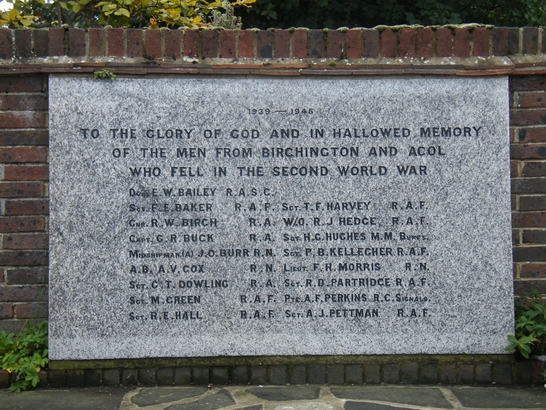 1939 — 1945
TO THE GLORY OF GOD AND IN HALLOWED MEMORY
OF THE MEN FROM BIRCHINGTON AND ACOL
WHO FELL IN THE SECOND WORLD WAR
E.W. BAILEY R.A.S.C.
SGT. F.E. BAKER R.A.F. SGT. T.F. HARVEY R.A.F.
GNR. R.W. BIRCH R.A. W/O. R.J. HEDGE R.A.F.
CAPT. G.R. BUCK R.A. SGT. H.G. HUGHES M.M. BUFFS.
MIDSHIPMAN (A) J.O. BURR R.N. SGT. P.B. KELLEGHER R.A.F.
A.B. A.V. COX R.N. LIEUT. F.H. MORRIS R.N.
SGT. C.T. DOWLING R.A. SGT. R.D. PARTRIDGE R.A.F.
SGT. M. GREEN R.A.F. PTE. A.F. PERKINS R.C. SIGNALS.
SGT. R.E. HALL R.A.F. SGT. A.J. PETTMAN R.A.F.